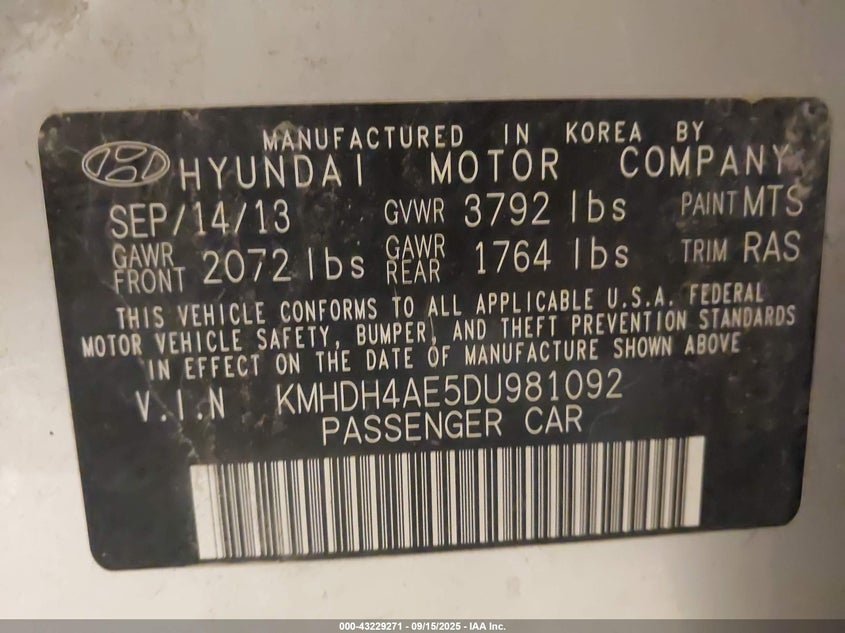 MANUFACTURED IN KOREA BY
HYUNDAI MOTOR COMPANY
SEP/14/13 GVWR 3792 lbs PAINT MTS
GAWR FRONT 2072 lbs GAWR REAR 1764 lbs TRIM RAS
THIS VEHICLE CONFORMS TO ALL APPLICABLE U.S.A. FEDERAL
MOTOR VEHICLE SAFETY, BUMPER, AND THEFT PREVENTION STANDARDS
IN EFFECT ON THE DATE OF MANUFACTURE SHOWN ABOVE
V.I.N KMHDH4AE5DU981092
PASSENGER CAR
000-43229271 - 09/15/2025 - IAA Inc.